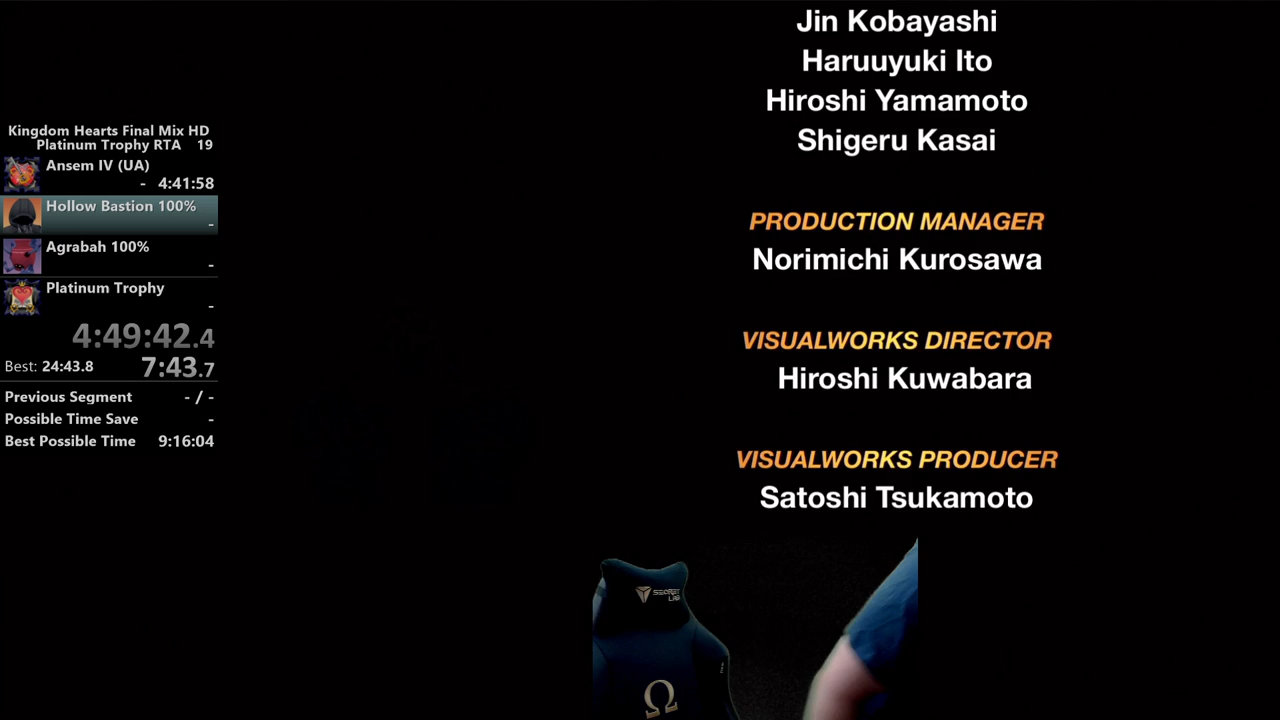 Kingdom Hearts Final Mix HD
Platinum Trophy RTA 19
Ansem IV (UA)
- 4:41:58
Hollow Bastion 100%
-
Agrabah 100%
-
Platinum Trophy
-
4:49:42.4
Best: 24:43.8 7:43.7
Previous Segment - / -
Possible Time Save -
Best Possible Time 9:16:04
Jin Kobayashi
Haruuyuki Ito
Hiroshi Yamamoto
Shigeru Kasai
PRODUCTION MANAGER
Norimichi Kurosawa
VISUALWORKS DIRECTOR
Hiroshi Kuwabara
VISUALWORKS PRODUCER
Satoshi Tsukamoto
SECRET
LAB
Ω